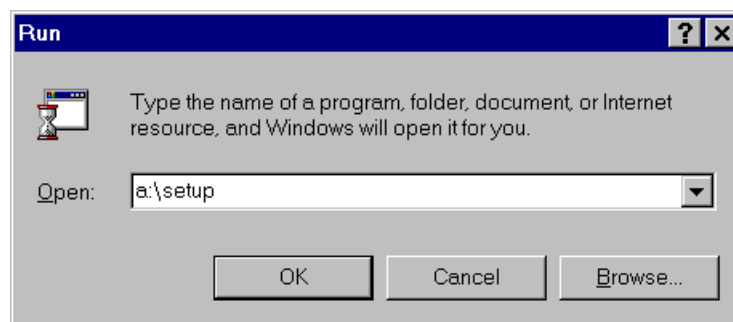 Run
Type the name of a program, folder, document, or Internet
resource, and Windows will open it for you.
Open: a:\setup
OK Cancel Browse...